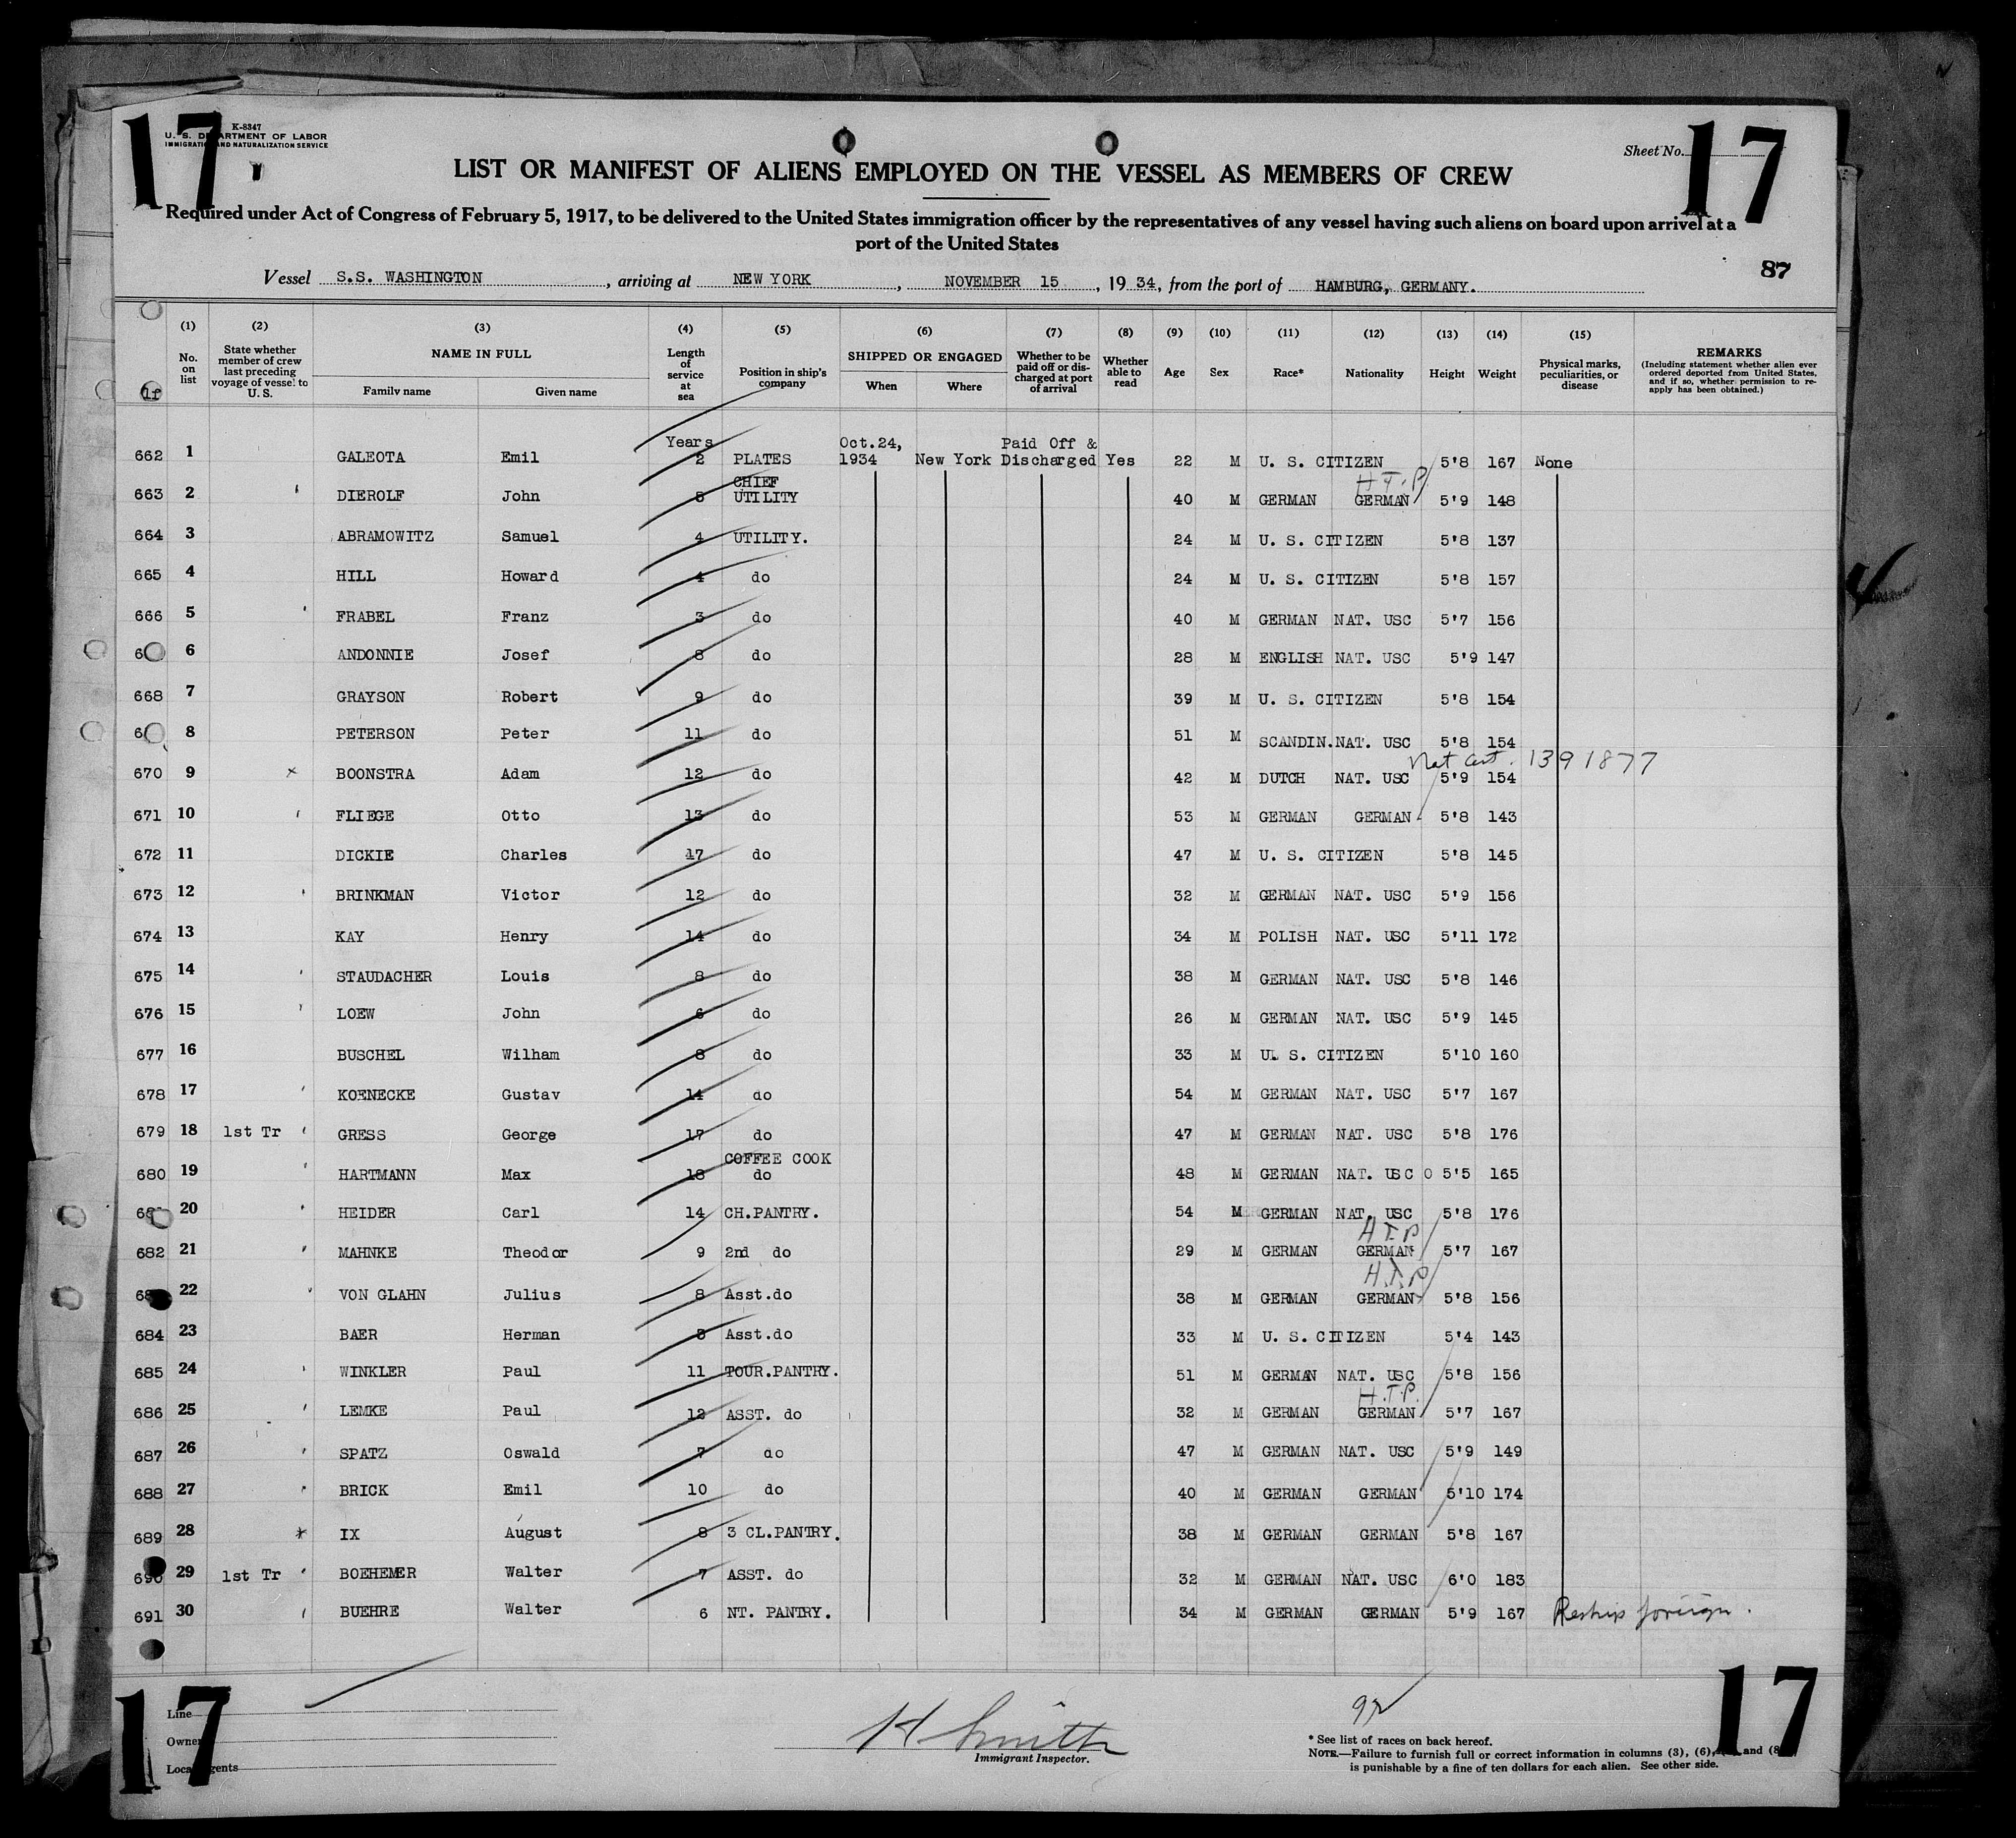 17
K-8347
U. S. DEPARTMENT OF LABOR
IMMIGRATION AND NATURALIZATION SERVICE
Sheet No.
17
LIST OR MANIFEST OF ALIENS EMPLOYED ON THE VESSEL AS MEMBERS OF CREW
Required under Act of Congress of February 5, 1917, to be delivered to the United States immigration officer by the representatives of any vessel having such aliens on board upon arrival at a
port of the United States
87
Vessel S.S. WASHINGTON, arriving at NEW YORK, NOVEMBER 15, 1934, from the port of HAMBURG, GERMANY.
(1) No. on list (2) State whether member of crew last preceding voyage of vessel to U. S. (3) NAME IN FULL Family name Given name (4) Length of service at sea (5) Position in ship's company (6) SHIPPED OR ENGAGED When Where (7) Whether to be paid off or discharged at port of arrival (8) Whether able to read (9) Age (10) Sex (11) Race* (12) Nationality (13) Height (14) Weight (15) Physical marks, peculiarities, or disease REMARKS (Including statement whether alien ever ordered deported from United States, and if so, whether permission to reapply has been obtained.)
Years Oct.24, Paid Off &
662 1 GALEOTA Emil 2 PLATES 1934 New York Discharged Yes 22 M U. S. CITIZEN 5'8 167 None
CHIEF H.T.P.
663 2 DIEROLF John 8 UTILITY 40 M GERMAN GERMAN 5'9 148
664 3 ABRAMOWITZ Samuel 4 UTILITY. 24 M U. S. CITIZEN 5'8 137
665 4 HILL Howard 4 do 24 M U. S. CITIZEN 5'8 157
666 5 FRABEL Franz 3 do 40 M GERMAN NAT. USC 5'7 156
6 6 ANDONNIE Josef 8 do 28 M ENGLISH NAT. USC 5'9 147
668 7 GRAYSON Robert 9 do 39 M U. S. CITIZEN 5'8 154
6 8 PETERSON Peter 11 do 51 M SCANDIN. NAT. USC 5'8 154
Nat Cert. 1391877
670 9 BOONSTRA Adam 12 do 42 M DUTCH NAT. USC 5'9 154
671 10 FLIEGE Otto 13 do 53 M GERMAN GERMAN 5'8 143
672 11 DICKIE Charles 17 do 47 M U. S. CITIZEN 5'8 145
673 12 BRINKMAN Victor 12 do 32 M GERMAN NAT. USC 5'9 156
674 13 KAY Henry 14 do 34 M POLISH NAT. USC 5'11 172
675 14 STAUDACHER Louis 8 do 38 M GERMAN NAT. USC 5'8 146
676 15 LOEW John 6 do 26 M GERMAN NAT. USC 5'9 145
677 16 BUSCHEL Wilham 8 do 33 M U. S. CITIZEN 5'10 160
678 17 KOENECKE Gustav 14 do 54 M GERMAN NAT. USC 5'7 167
679 18 1st Tr GRESS George 17 do 47 M GERMAN NAT. USC 5'8 176
COFFEE COOK
680 19 HARTMANN Max 18 do 48 M GERMAN NAT. USC 0 5'5 165
68 20 HEIDER Carl 14 CH.PANTRY. 54 M GERMAN NAT. USC 5'8 176
H.T.P
682 21 MAHNKE Theodor 9 2nd do 29 M GERMAN GERMAN 5'7 167
H.T.P
68 22 VON GLAHN Julius 8 Asst.do 38 M GERMAN GERMAN 5'8 156
684 23 BAER Herman 8 Asst.do 33 M U. S. CITIZEN 5'4 143
685 24 WINKLER Paul 11 TOUR.PANTRY. 51 M GERMAN NAT. USC 5'8 156
H.T.P.
686 25 LEMKE Paul 12 ASST. do 32 M GERMAN GERMAN 5'7 167
687 26 SPATZ Oswald 7 do 47 M GERMAN NAT. USC 5'9 149
688 27 BRICK Emil 10 do 40 M GERMAN GERMAN 5'10 174
689 28 IX August 8 3 CL.PANTRY. 38 M GERMAN GERMAN 5'8 167
690 29 1st Tr BOEHEMER Walter 7 ASST. do 32 M GERMAN NAT. USC 6'0 183
691 30 BUEHRE Walter 6 NT. PANTRY. 34 M GERMAN GERMAN 5'9 167 Reship foreign.
17
Line
Owner
Local Agents
H Smith
Immigrant Inspector.
* See list of races on back hereof.
NOTE.—Failure to furnish full or correct information in columns (3), (6), and (8)
is punishable by a fine of ten dollars for each alien. See other side.
17